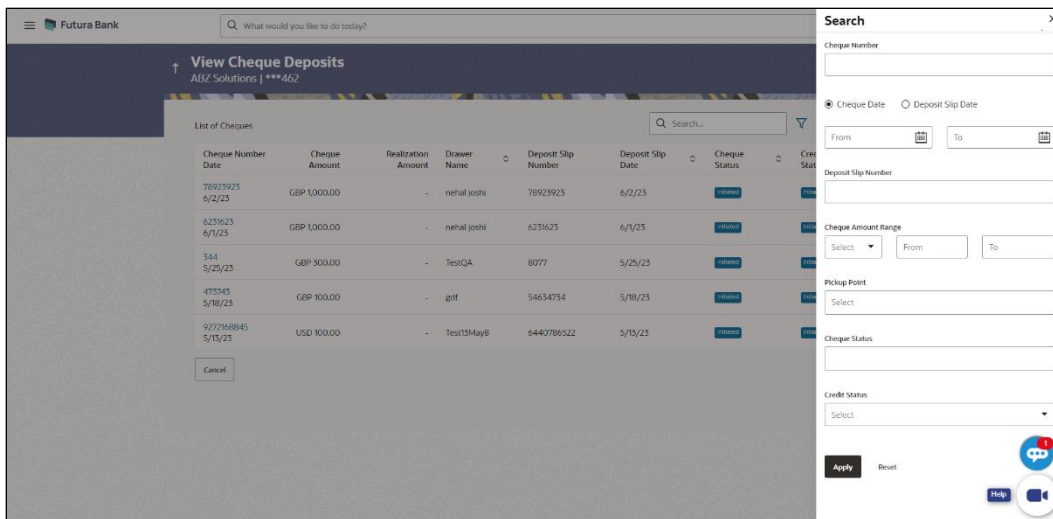 Futura Bank
What would you like to do today?
View Cheque Deposits
ABZ Solutions | ***462
List of Cheques
Search...
Cheque Number
Date
Cheque
Amount
Realization
Amount
Drawer
Name
Deposit Slip
Number
Deposit Slip
Date
Cheque
Status
78923923
6/2/23
GBP 1,000.00
-
nehal joshi
78923923
6/2/23
Initiated
6231623
6/1/23
GBP 1,000.00
-
nehal joshi
6231623
6/1/23
Initiated
344
5/25/23
GBP 300.00
-
TestQA
8077
5/25/23
Initiated
473743
5/18/23
GBP 100.00
-
gdf
54634734
5/18/23
Initiated
9272168845
5/13/23
USD 100.00
-
Test13May8
6440786522
5/13/23
Initiated
Cancel
Search
Cheque Number
Cheque Date
Deposit Slip Date
From
To
Deposit Slip Number
Cheque Amount Range
Select
From
To
Pickup Point
Select
Cheque Status
Credit Status
Select
Apply
Reset
1
Help